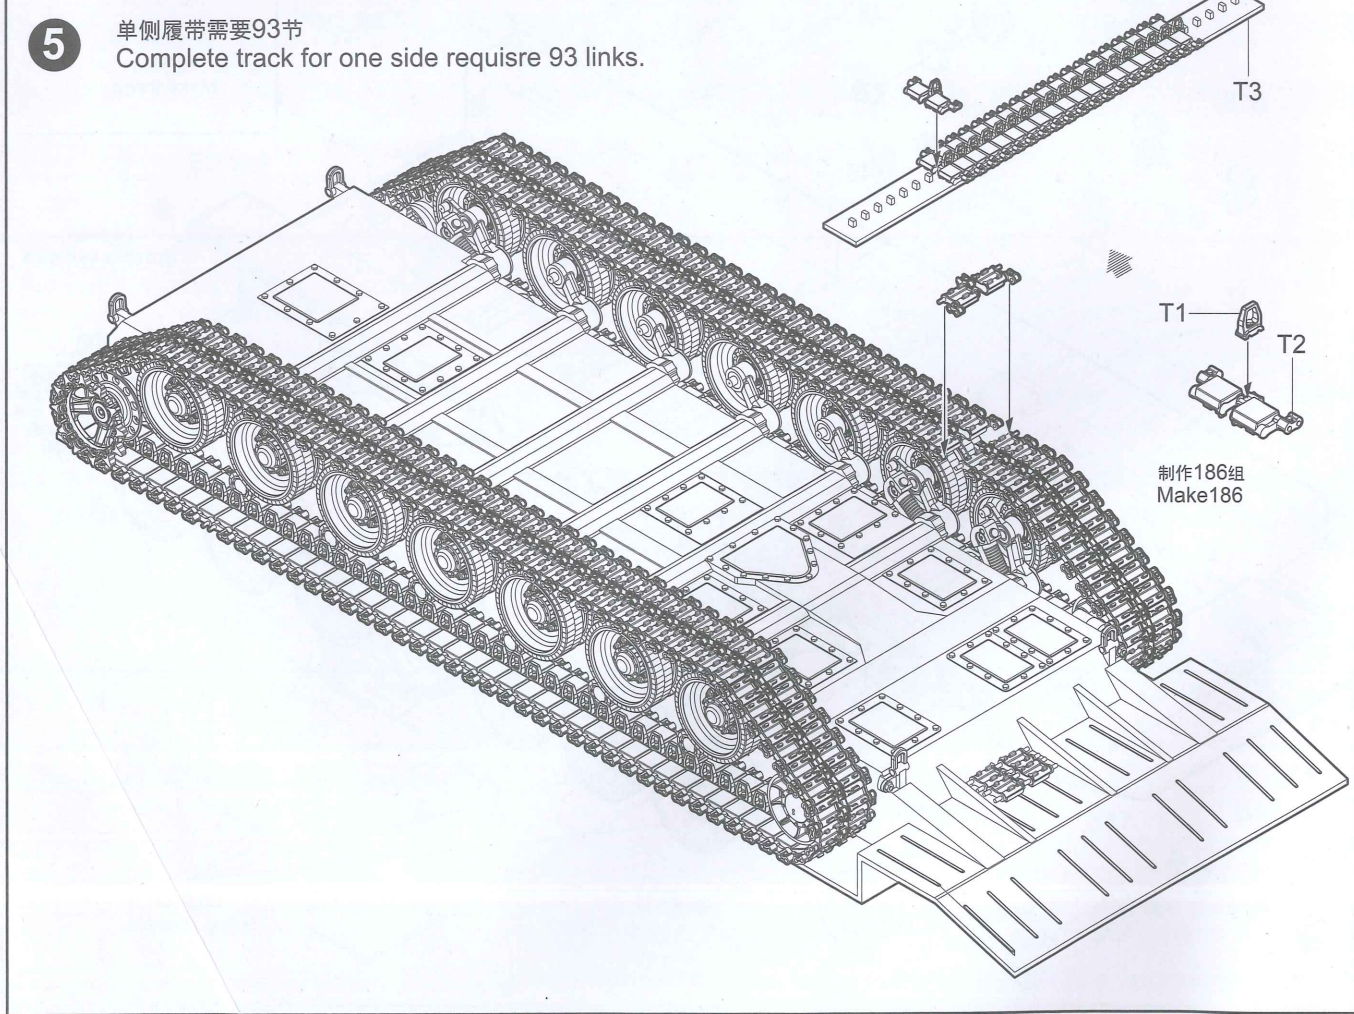 5
单侧履带需要93节
Complete track for one side requisre 93 links.
T3
T1
T2
制作186组
Make186